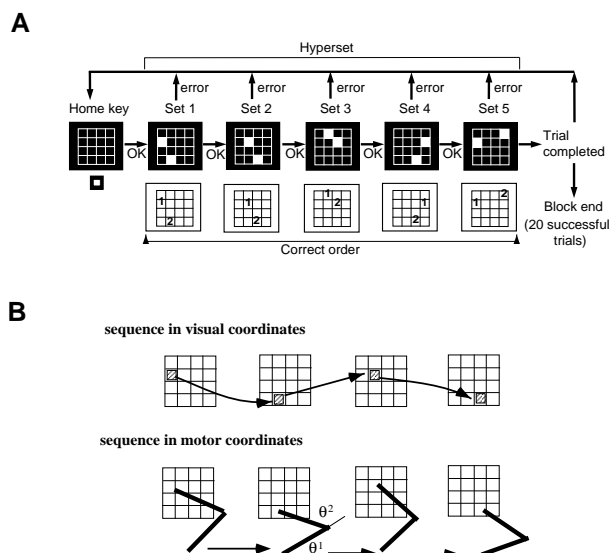 A
Hyperset
error error error error error
Home key Set 1 Set 2 Set 3 Set 4 Set 5
OK OK OK OK OK
Trial
completed
1 2
1 2
1 2
1 2
1 2
Block end
(20 successful
trials)
Correct order
B
sequence in visual coordinates
sequence in motor coordinates
θ2
θ1